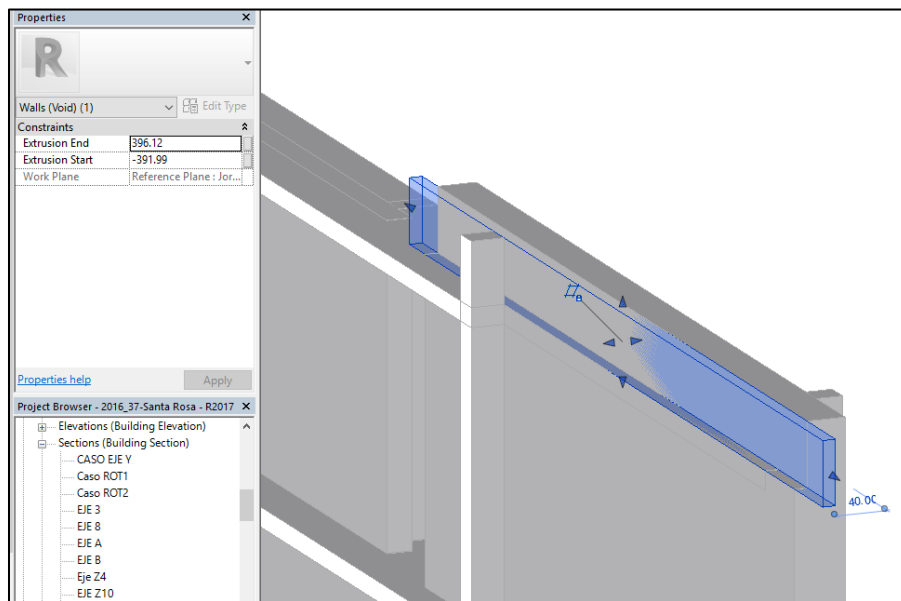 Properties
Walls (Void) (1)
Edit Type
Constraints
Extrusion End 396.12
Extrusion Start -391.99
Work Plane Reference Plane : Jor...
Properties help
Apply
Project Browser - 2016_37-Santa Rosa - R2017
Elevations (Building Elevation)
Sections (Building Section)
CASO EJE Y
Caso ROT1
Caso ROT2
EJE 3
EJE 8
EJE A
EJE B
Eje Z4
EJE Z10
40.00